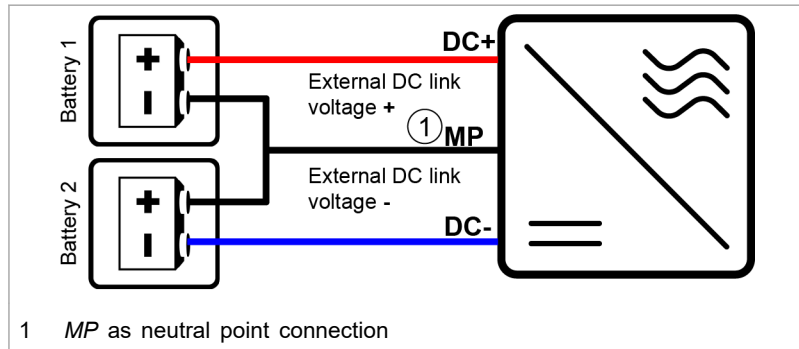 Battery 1
DC+
External DC link
voltage +
1 MP
External DC link
voltage -
Battery 2
DC-
1 MP as neutral point connection